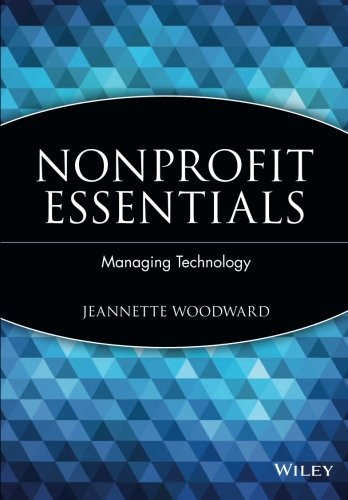 NONPROFIT
ESSENTIALS
Managing Technology
JEANNETTE WOODWARD
WILEY